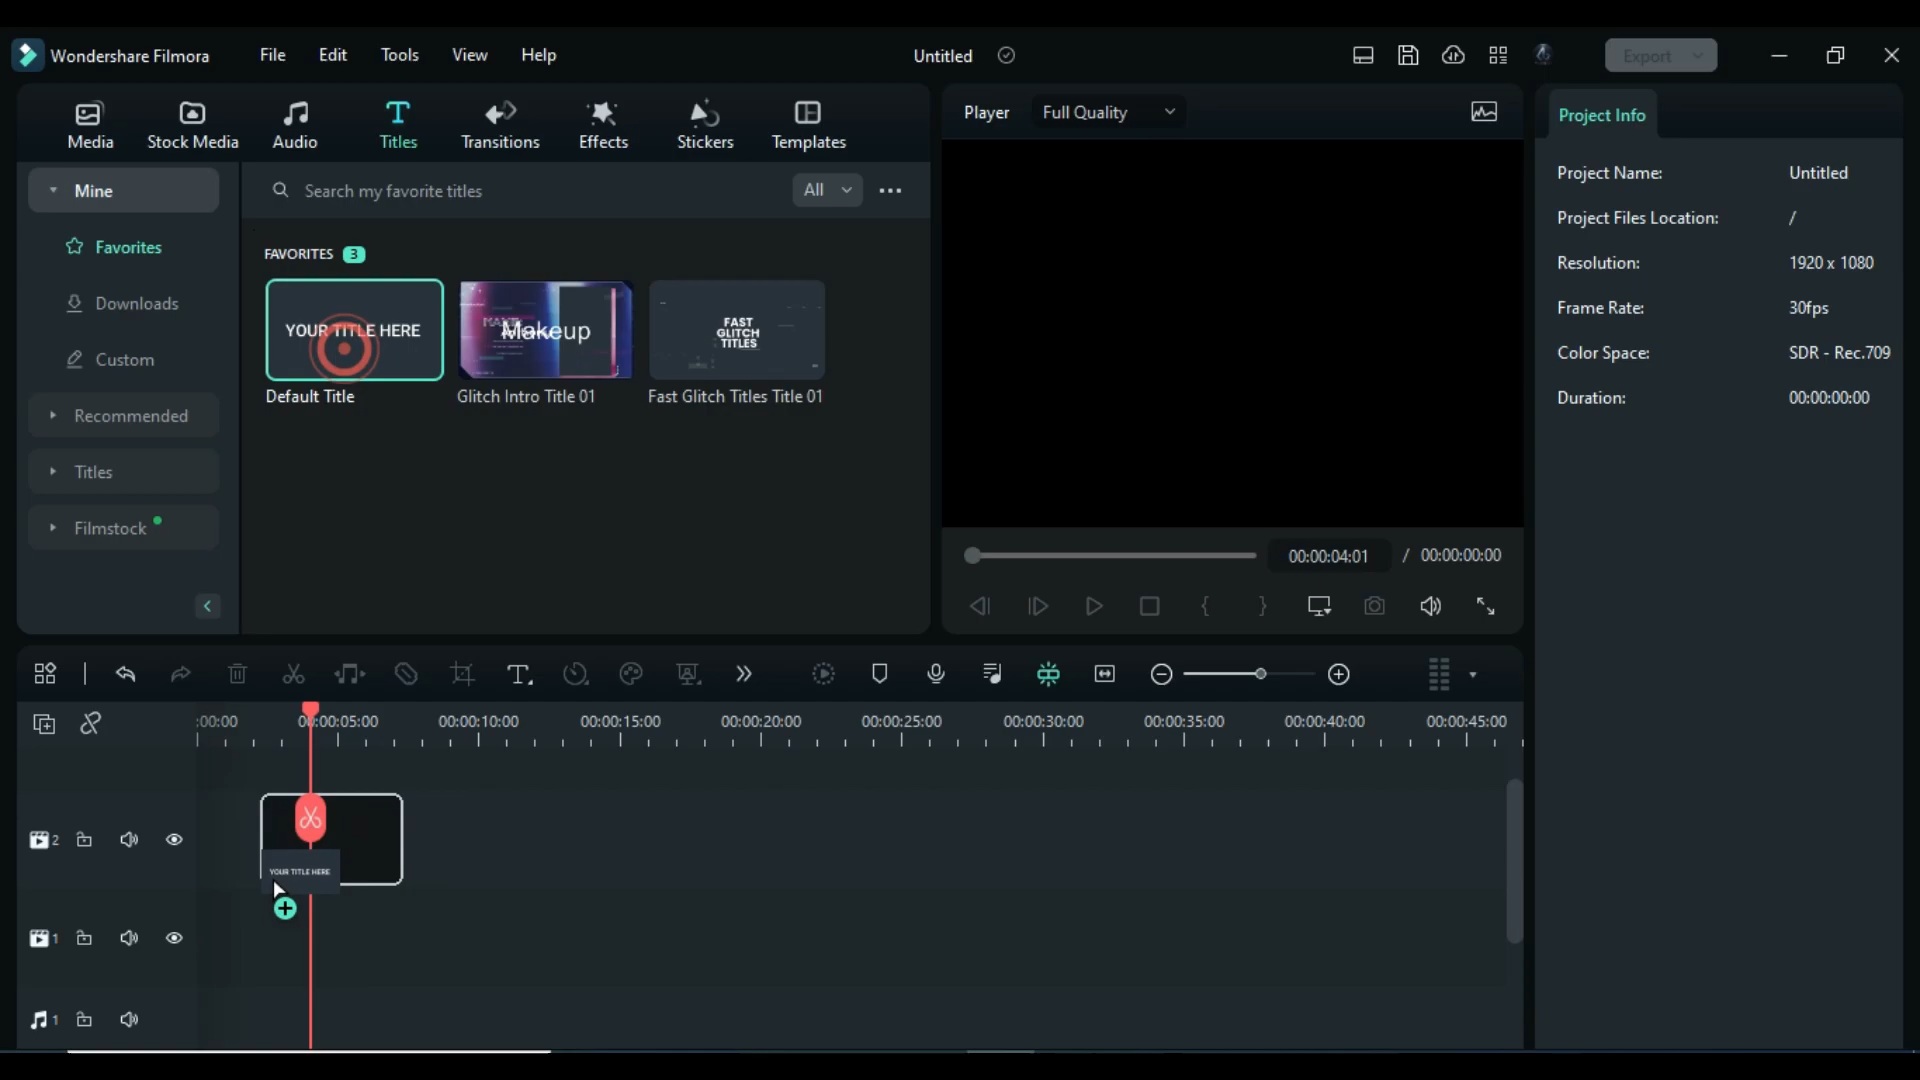 Wondershare Filmora File Edit Tools View Help Untitled Export
Media Stock Media Audio Titles Transitions Effects Stickers Templates
Player Full Quality
Project Info
Mine
Search my favorite titles All
Favorites
Downloads
Custom
Recommended
Titles
Filmstock
FAVORITES 3
YOUR TITLE HERE
Makeup
FAST
GLITCH
TITLES
Default Title Glitch Intro Title 01 Fast Glitch Titles Title 01
00:00:04:01 / 00:00:00:00
Project Name: Untitled
Project Files Location: /
Resolution: 1920 x 1080
Frame Rate: 30fps
Color Space: SDR - Rec.709
Duration: 00:00:00:00
:00:00 00:00:05:00 00:00:10:00 00:00:15:00 00:00:20:00 00:00:25:00 00:00:30:00 00:00:35:00 00:00:40:00 00:00:45:00
2
YOUR TITLE HERE
1
1